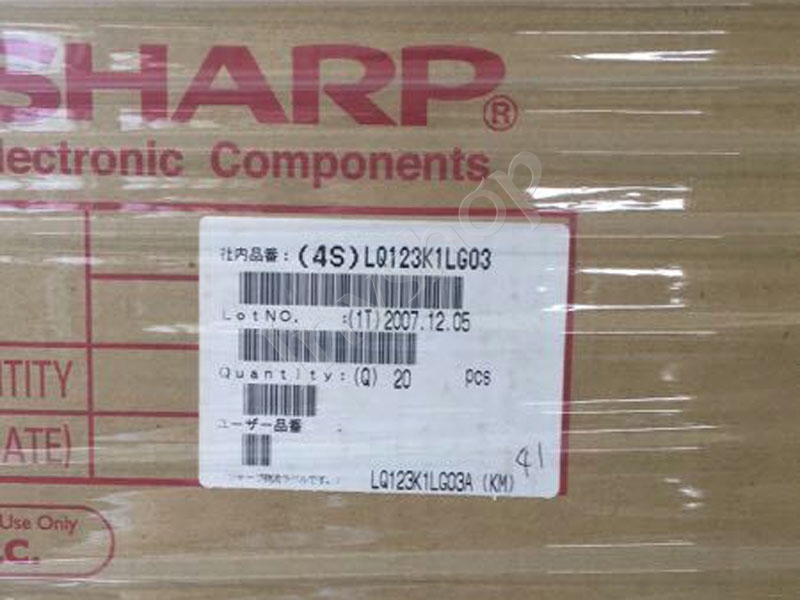 SHARP®
lectronic Components
社内品番: (4S) LQ123K1LG03
LotNO. :(1T) 2007.12.05
Quantity:(Q) 20 pcs
NTITY
ユーザー品番
ATE)
41
LQ123K1LG03A (KM)
Use Only
.C.